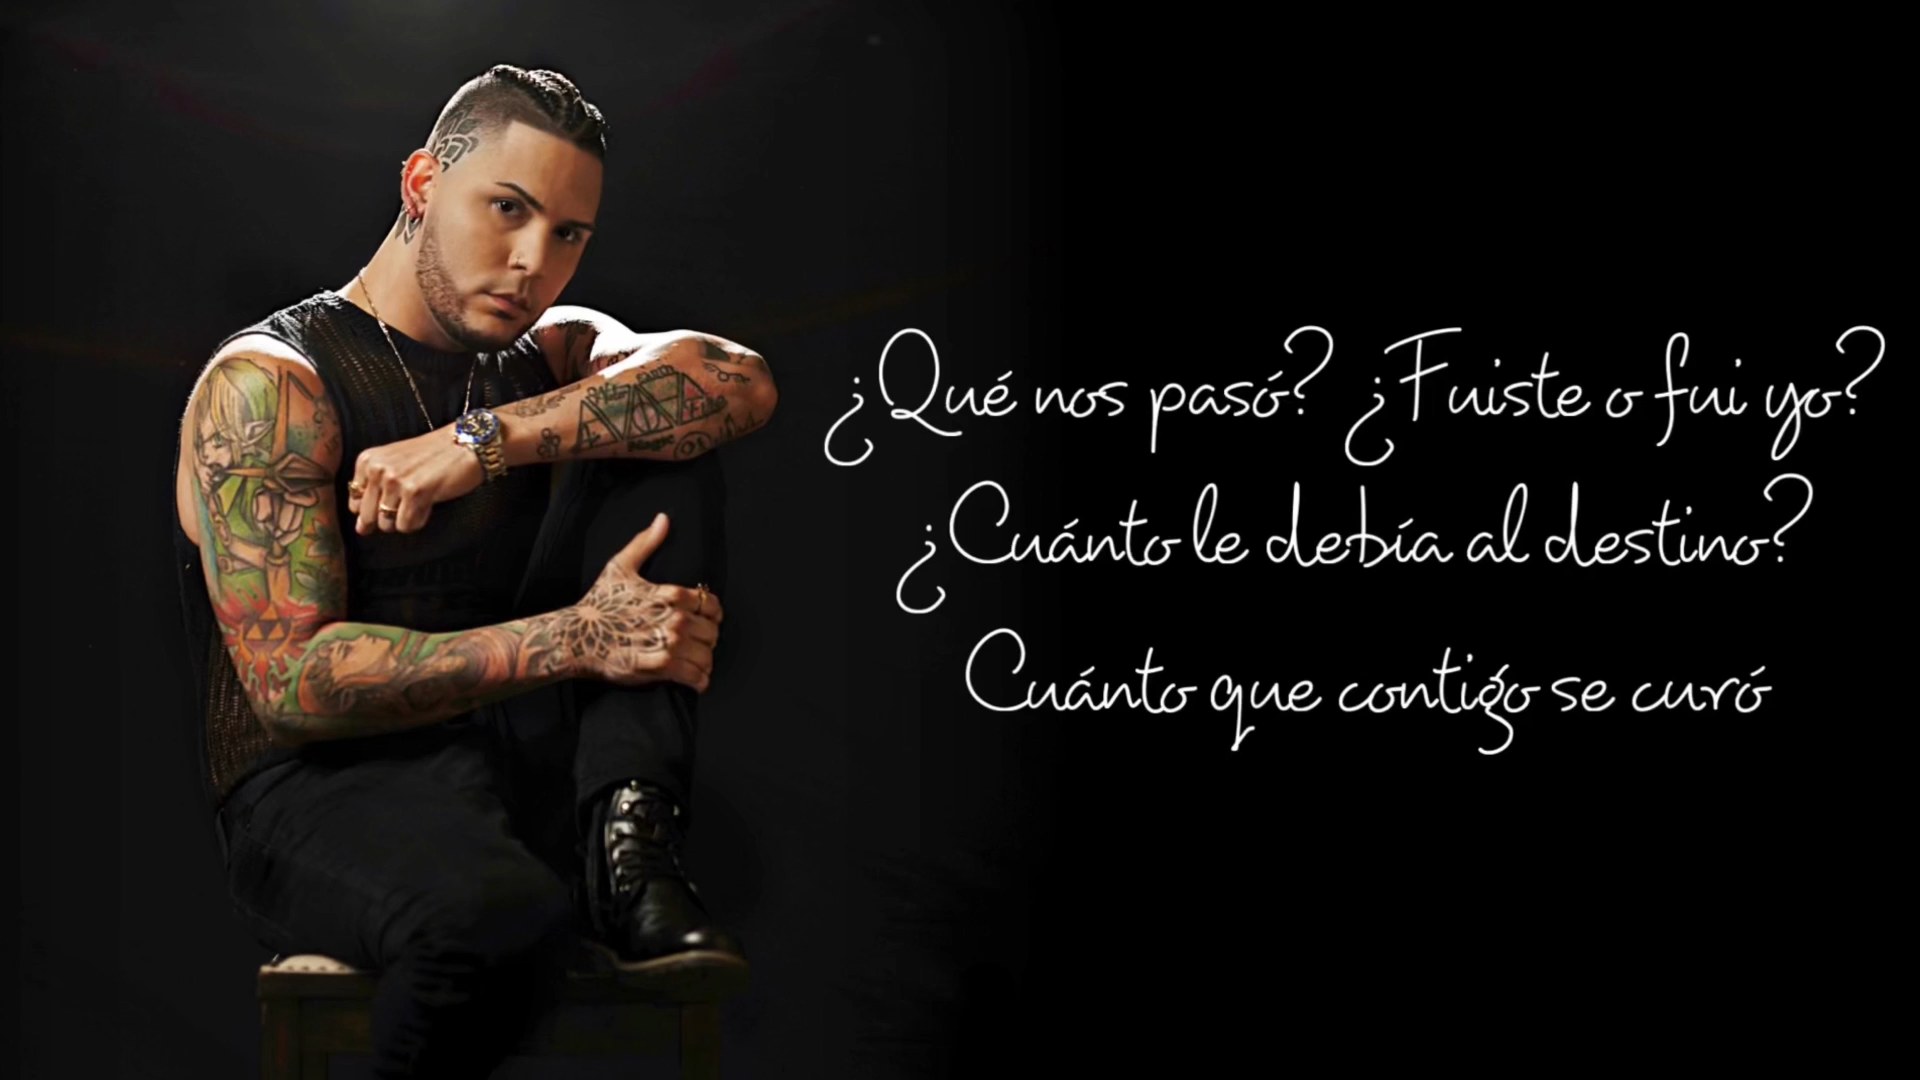 ¿Qué nos pasó? ¿Fuiste o fui yo?
¿Cuánto le debía al destino?
Cuánto que contigo se curó